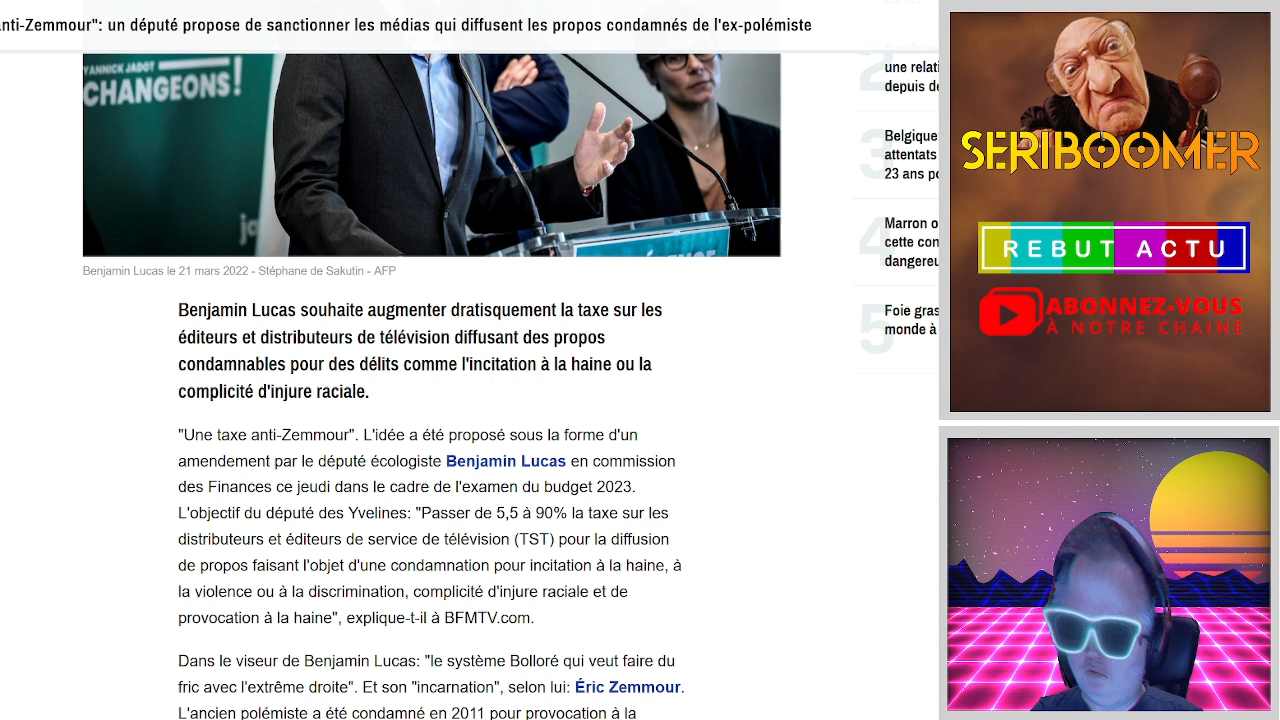 nti-Zemmour": un député propose de sanctionner les médias qui diffusent les propos condamnés de l'ex-polémiste
YANNICK JADOT
CHANGEONS!
Benjamin Lucas le 21 mars 2022 - Stéphane de Sakutin - AFP
Benjamin Lucas souhaite augmenter dratisquement la taxe sur les
éditeurs et distributeurs de télévision diffusant des propos
condamnables pour des délits comme l'incitation à la haine ou la
complicité d'injure raciale.
"Une taxe anti-Zemmour". L'idée a été proposé sous la forme d'un
amendement par le député écologiste Benjamin Lucas en commission
des Finances ce jeudi dans le cadre de l'examen du budget 2023.
L'objectif du député des Yvelines: "Passer de 5,5 à 90% la taxe sur les
distributeurs et éditeurs de service de télévision (TST) pour la diffusion
de propos faisant l'objet d'une condamnation pour incitation à la haine, à
la violence ou à la discrimination, complicité d'injure raciale et de
provocation à la haine", explique-t-il à BFMTV.com.
Dans le viseur de Benjamin Lucas: "le système Bolloré qui veut faire du
fric avec l'extrême droite". Et son "incarnation", selon lui: Éric Zemmour.
L'ancien polémiste a été condamné en 2011 pour provocation à la
2
une relati
depuis de
3
Belgique
attentats
23 ans po
4
Marron o
cette con
dangereu
5
Foie gras
monde à
SERIBOOMER
REBUT ACTU
ABONNEZ-VOUS
À NOTRE CHAINE